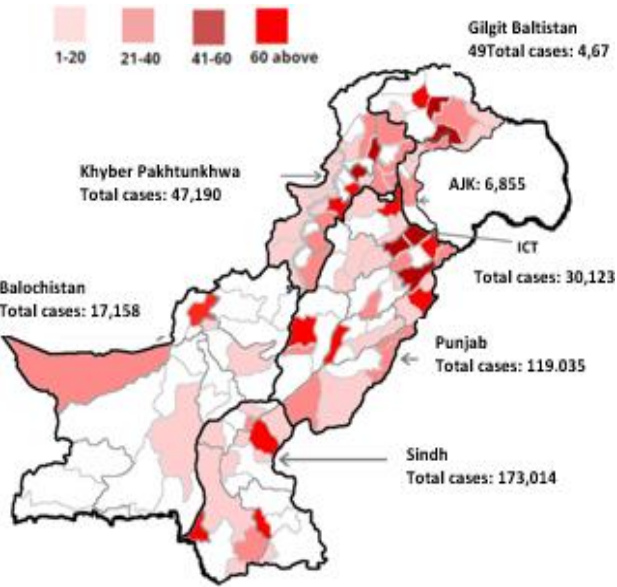 1-20 21-40 41-60 60 above
Gilgit Baltistan
49Total cases: 4,67
Khyber Pakhtunkhwa
Total cases: 47,190
AJK: 6,855
ICT
Total cases: 30,123
Balochistan
Total cases: 17,158
Punjab
Total cases: 119.035
Sindh
Total cases: 173,014